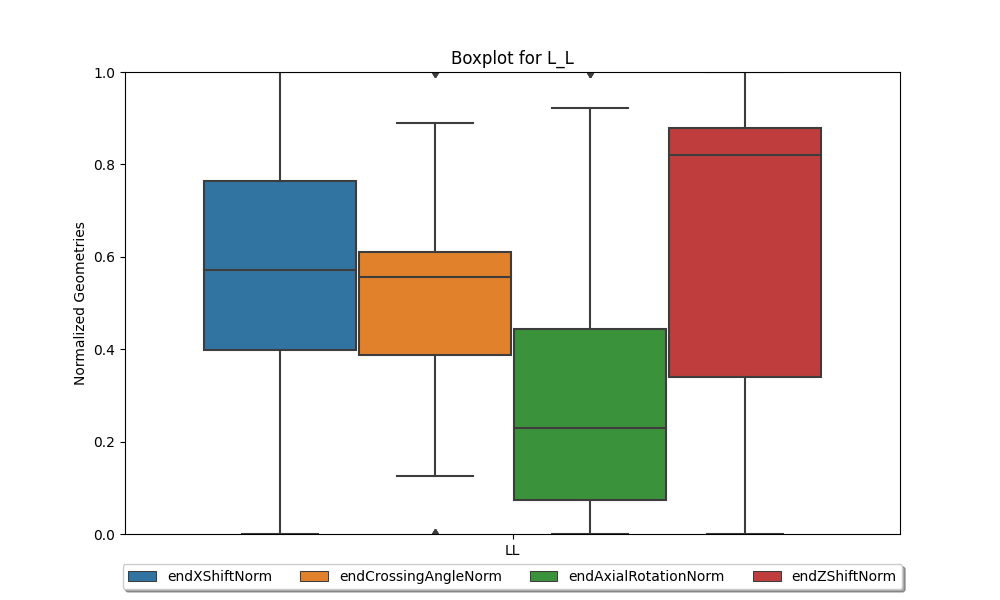 Boxplot for L_L
Normalized Geometries
1.0
0.8
0.6
0.4
0.2
0.0
LL
endXShiftNorm endCrossingAngleNorm endAxialRotationNorm endZShiftNorm